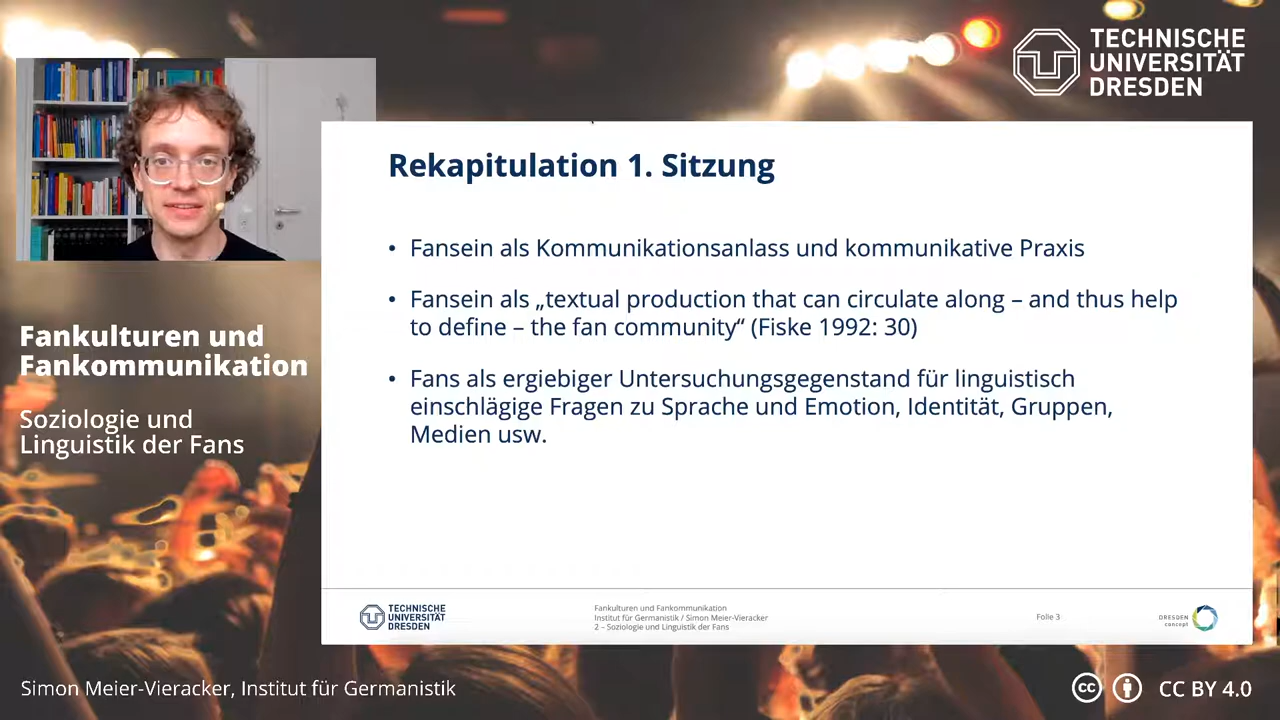 TECHNISCHE
UNIVERSITÄT
DRESDEN
Rekapitulation 1. Sitzung
• Fansein als Kommunikationsanlass und kommunikative Praxis
• Fansein als „textual production that can circulate along – and thus help
to define – the fan community“ (Fiske 1992: 30)
• Fans als ergiebiger Untersuchungsgegenstand für linguistisch
einschlägige Fragen zu Sprache und Emotion, Identität, Gruppen,
Medien usw.
Fankulturen und
Fankommunikation
Soziologie und
Linguistik der Fans
TECHNISCHE
UNIVERSITÄT
DRESDEN
Fankulturen und Fankommunikation
Institut für Germanistik / Simon Meier-Vieracker
2 – Soziologie und Linguistik der Fans
Folie 3
DRESDEN
concept
Simon Meier-Vieracker, Institut für Germanistik
cc CC BY 4.0